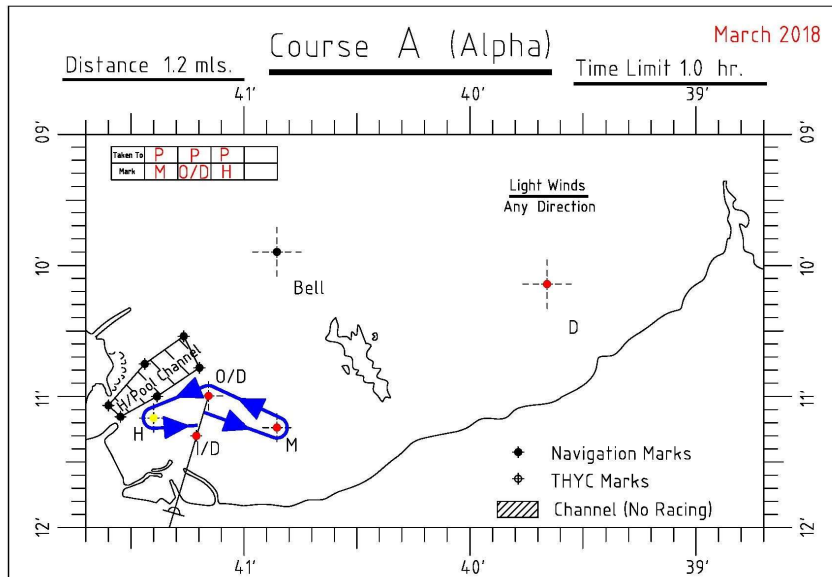 Course A (Alpha)
March 2018
Distance 1.2 mls.
Time Limit 1.0 hr.
41' 40' 39'
09' 09'
Taken To P P P
Mark M O/D H
Light Winds
Any Direction
10' 10'
Bell
D
H/Pool Channel
O/D
11' 11'
H
M
I/D
Navigation Marks
THYC Marks
Channel (No Racing)
12' 12'
41' 40' 39'